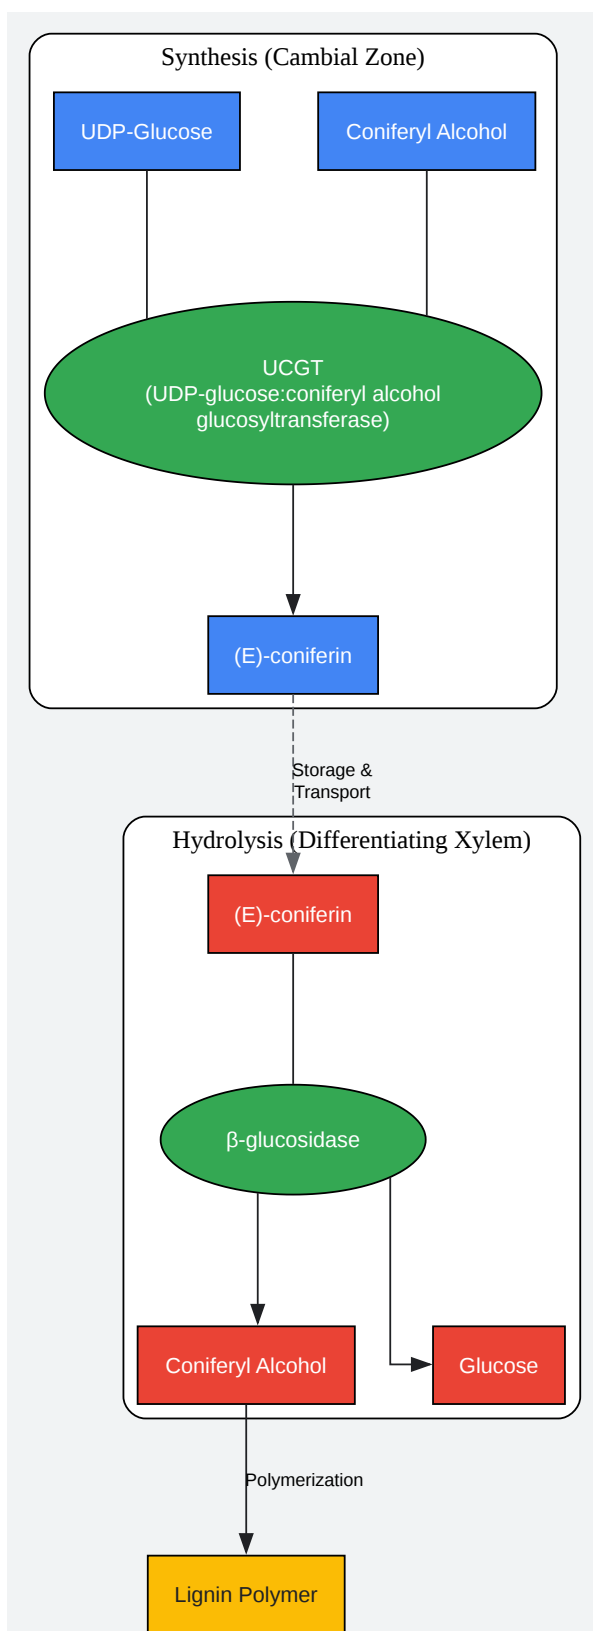 Synthesis (Cambial Zone)
UDP-Glucose
Coniferyl Alcohol
UCGT
(UDP-glucose:coniferyl alcohol
glucosyltransferase)
(E)-coniferin
Storage &
Transport
Hydrolysis (Differentiating Xylem)
(E)-coniferin
β-glucosidase
Coniferyl Alcohol
Glucose
Polymerization
Lignin Polymer